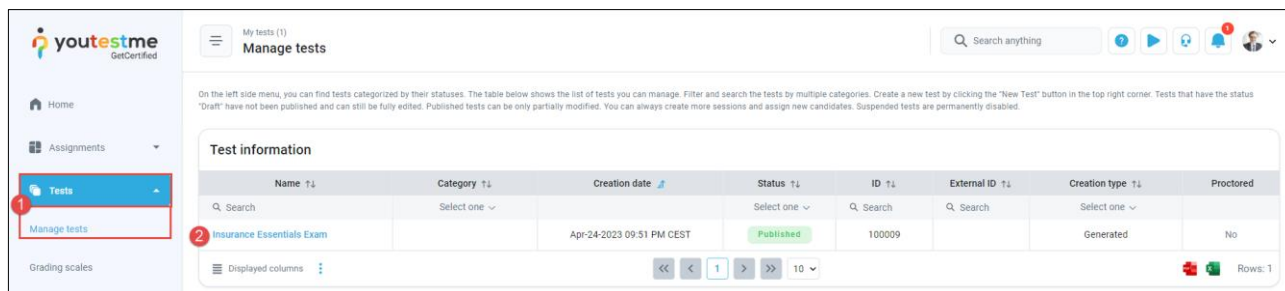 youtestme
GetCertified
My tests (1)
Manage tests
Search anything
1
Home
Assignments
1
Tests
Manage tests
Grading scales
On the left side menu, you can find tests categorized by their statuses. The table below shows the list of tests you can manage. Filter and search the tests by multiple categories. Create a new test by clicking the "New Test" button in the top right corner. Tests that have the status
"Draft" have not been published and can still be fully edited. Published tests can be only partially modified. You can always create more sessions and assign new candidates. Suspended tests are permanently disabled.
Test information
Name Category Creation date Status ID External ID Creation type Proctored
Search Select one Select one Search Search Select one
2 Insurance Essentials Exam Apr-24-2023 09:51 PM CEST Published 100009 Generated No
Displayed columns 1 10 Rows: 1